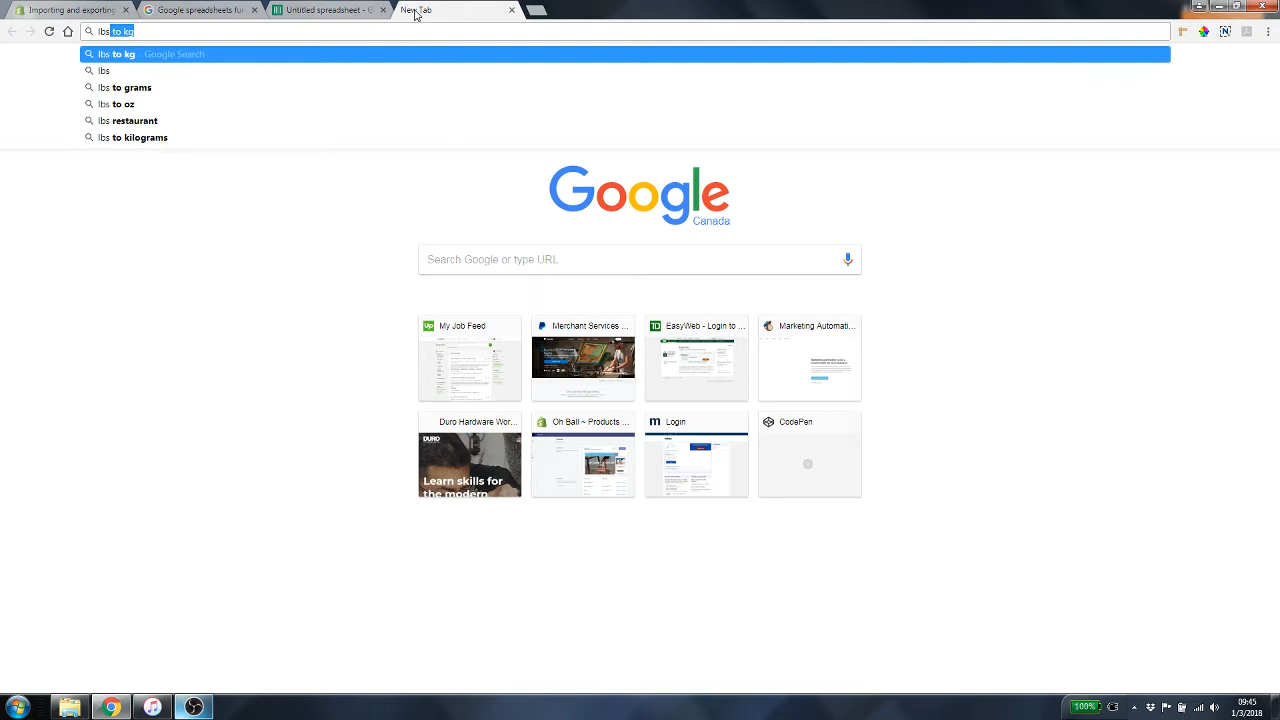 Importing and exporting
Google spreadsheets fun
Untitled spreadsheet - G
New Tab
lbs to kg
lbs to kg Google Search
lbs
lbs to grams
lbs to oz
lbs restaurant
lbs to kilograms
Google
Canada
Search Google or type URL
My Job Feed
Merchant Services ...
EasyWeb - Login to ...
Marketing Automati...
Duro Hardware Wor...
Oh Ball ~ Products ...
Login
CodePen
DURO
Learn skills for
the modern
100%
09:45
1/3/2018